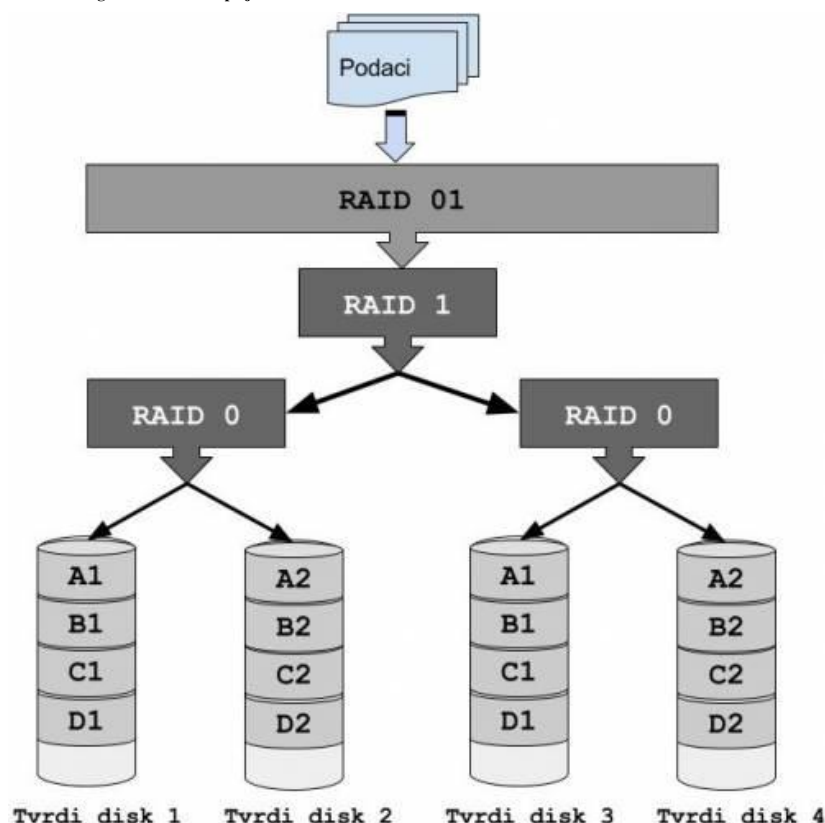 Podaci
RAID 01
RAID 1
RAID 0 RAID 0
A1 A2 A1 A2
B1 B2 B1 B2
C1 C2 C1 C2
D1 D2 D1 D2
Tvrdi disk 1 Tvrdi disk 2 Tvrdi disk 3 Tvrdi disk 4